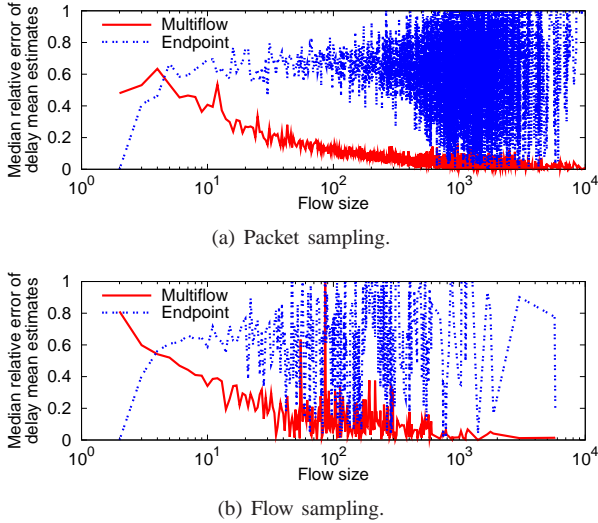 Median relative error of
delay mean estimates
1
0.8
0.6
0.4
0.2
0
Multiflow
Endpoint
10^0
10^1
10^2
10^3
10^4
Flow size
(a) Packet sampling.
Median relative error of
delay mean estimates
1
0.8
0.6
0.4
0.2
0
Multiflow
Endpoint
10^0
10^1
10^2
10^3
10^4
Flow size
(b) Flow sampling.